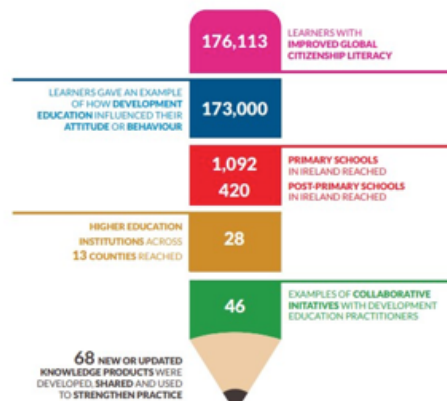 176,113
LEARNERS WITH
IMPROVED GLOBAL
CITIZENSHIP LITERACY
LEARNERS GAVE AN EXAMPLE
OF HOW DEVELOPMENT
EDUCATION INFLUENCED THEIR
ATTITUDE OR BEHAVIOUR
173,000
1,092
PRIMARY SCHOOLS
IN IRELAND REACHED
420
POST-PRIMARY SCHOOLS
IN IRELAND REACHED
HIGHER EDUCATION
INSTITUTIONS ACROSS
13 COUNTIES REACHED
28
46
EXAMPLES OF COLLABORATIVE
INITATIVES WITH DEVELOPMENT
EDUCATION PRACTITIONERS
68 NEW OR UPDATED
KNOWLEDGE PRODUCTS WERE
DEVELOPED, SHARED AND USED
TO STRENGTHEN PRACTICE